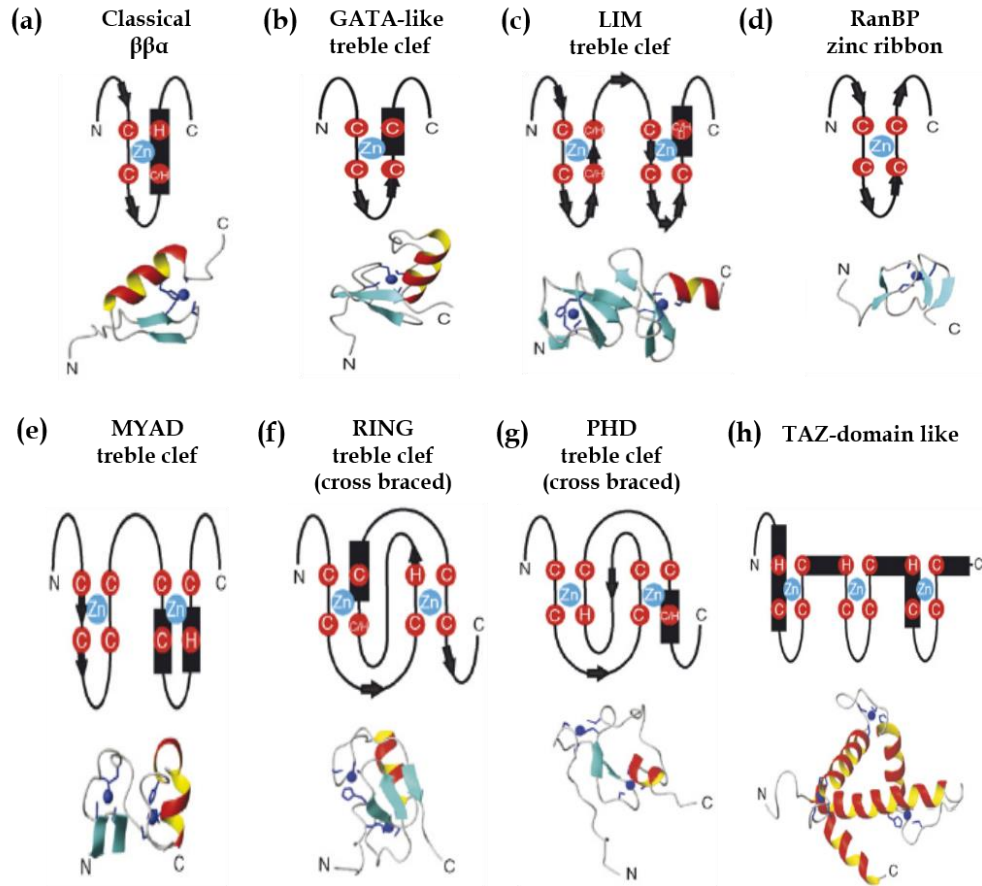 (a)
Classical
ββα
N
C
C H
Zn
C C/H
C
N
(b)
GATA-like
treble clef
N
C
C C
Zn
C C
C
N
(c)
LIM
treble clef
N
C
C C/H C C/H
Zn Zn
C C/H C C
C
N
(d)
RanBP
zinc ribbon
N
C
C C
Zn
C C
N
C
(e)
MYAD
treble clef
N
C
C C C C
Zn Zn
C C C H
N
C
(f)
RING
treble clef
(cross braced)
N
C C H C
Zn Zn
C C/H C C
C
N
C
(g)
PHD
treble clef
(cross braced)
N
C C C C
Zn Zn
C H C C/H
C
C
N
(h)
TAZ-domain like
N
H C H C H C C
Zn Zn Zn
C C C C C C
N
C